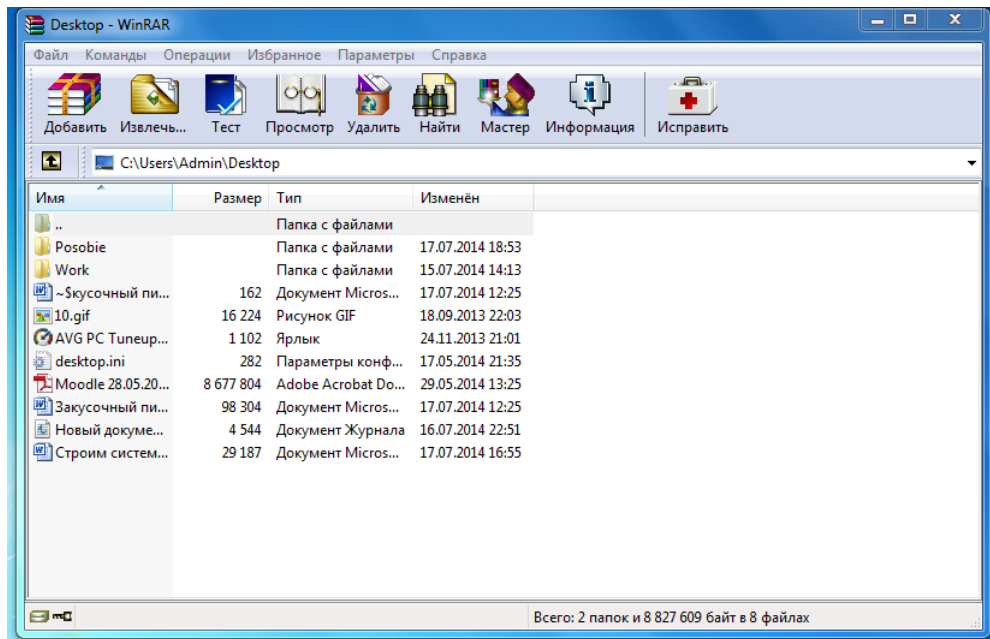 Desktop - WinRAR
Файл Команды Операции Избранное Параметры Справка
Добавить Извлечь... Тест Просмотр Удалить Найти Мастер Информация Исправить
C:\Users\Admin\Desktop
Имя Размер Тип Изменён
.. Папка с файлами
Posobie Папка с файлами 17.07.2014 18:53
Work Папка с файлами 15.07.2014 14:13
~$кусочный пи... 162 Документ Micros... 17.07.2014 12:25
10.gif 16 224 Рисунок GIF 18.09.2013 22:03
AVG PC Tuneup... 1 102 Ярлык 24.11.2013 21:01
desktop.ini 282 Параметры конф... 17.05.2014 21:35
Moodle 28.05.20... 8 677 804 Adobe Acrobat Do... 29.05.2014 13:25
Закусочный пи... 98 304 Документ Micros... 17.07.2014 12:25
Новый докуме... 4 544 Документ Журнала 16.07.2014 22:51
Строим систем... 29 187 Документ Micros... 17.07.2014 16:55
Всего: 2 папок и 8 827 609 байт в 8 файлах